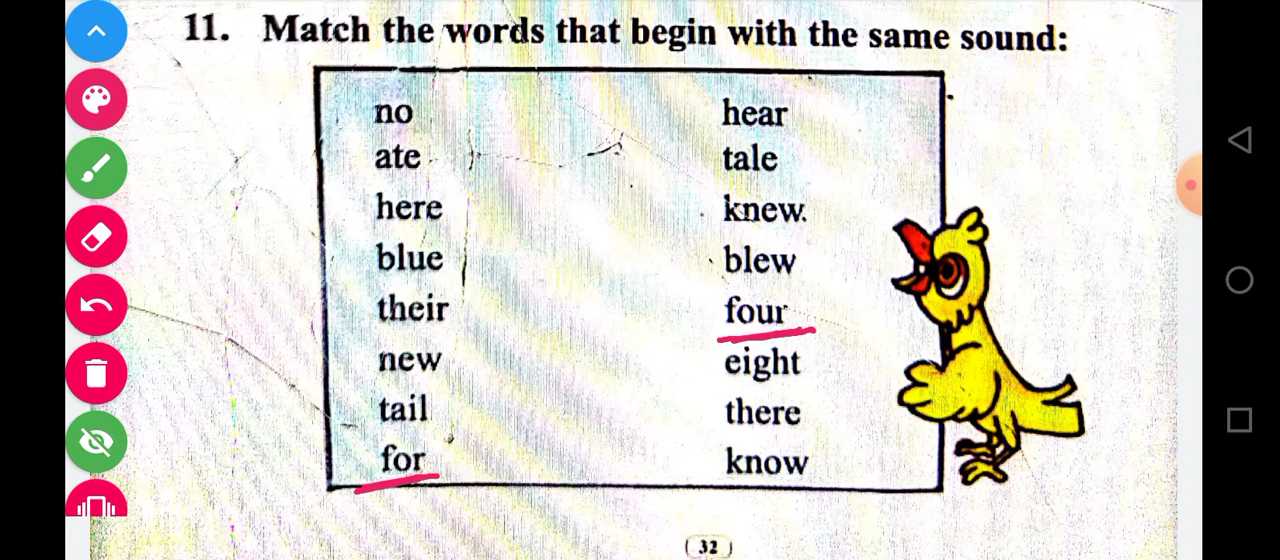 11. Match the words that begin with the same sound:
no hear
ate tale
here knew.
blue blew
their four
new eight
tail there
for know
32